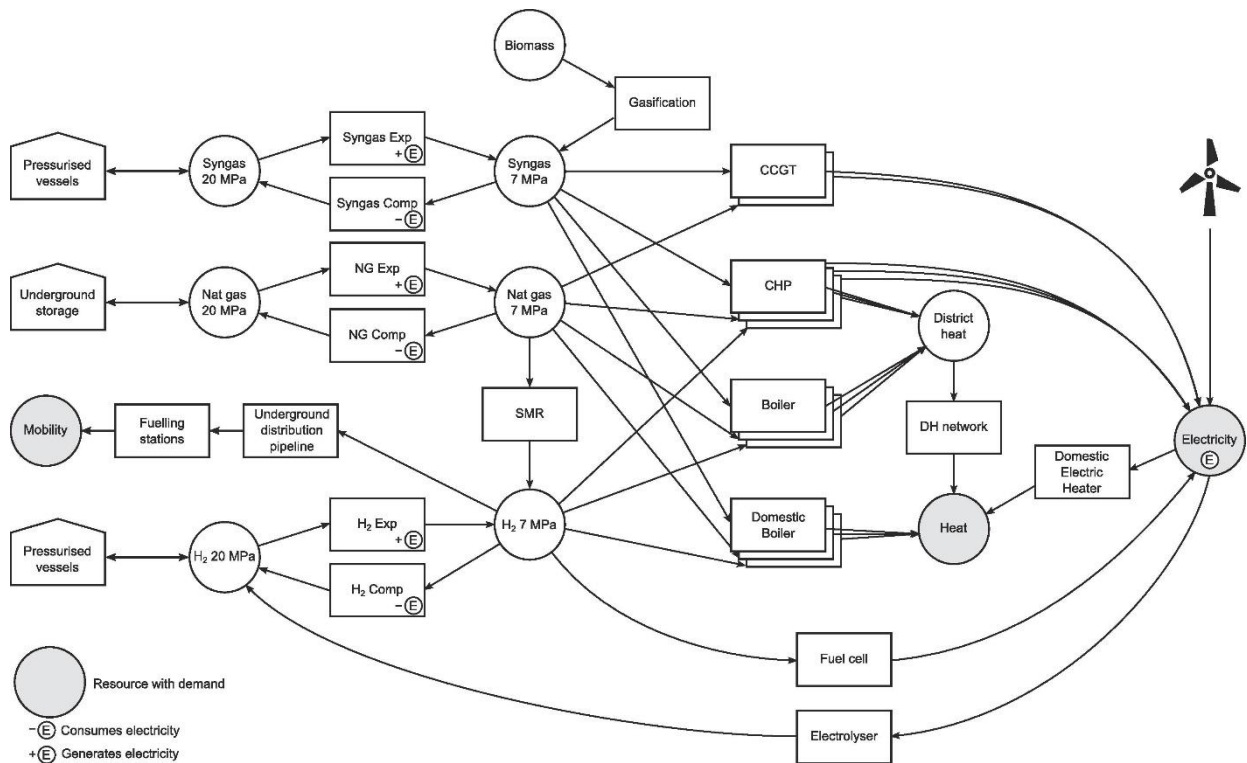 Biomass
Gasification
Pressurised
vessels
Syngas
20 MPa
Syngas Exp
+ E
Syngas Comp
− E
Syngas
7 MPa
CCGT
Underground
storage
Nat gas
20 MPa
NG Exp
+ E
NG Comp
− E
Nat gas
7 MPa
CHP
District
heat
Mobility
Fuelling
stations
Underground
distribution
pipeline
SMR
Boiler
DH network
Domestic
Electric
Heater
Electricity
E
Pressurised
vessels
H₂ 20 MPa
H₂ Exp
+ E
H₂ Comp
− E
H₂ 7 MPa
Domestic
Boiler
Heat
Fuel cell
Electrolyser
Resource with demand
− E Consumes electricity
+ E Generates electricity